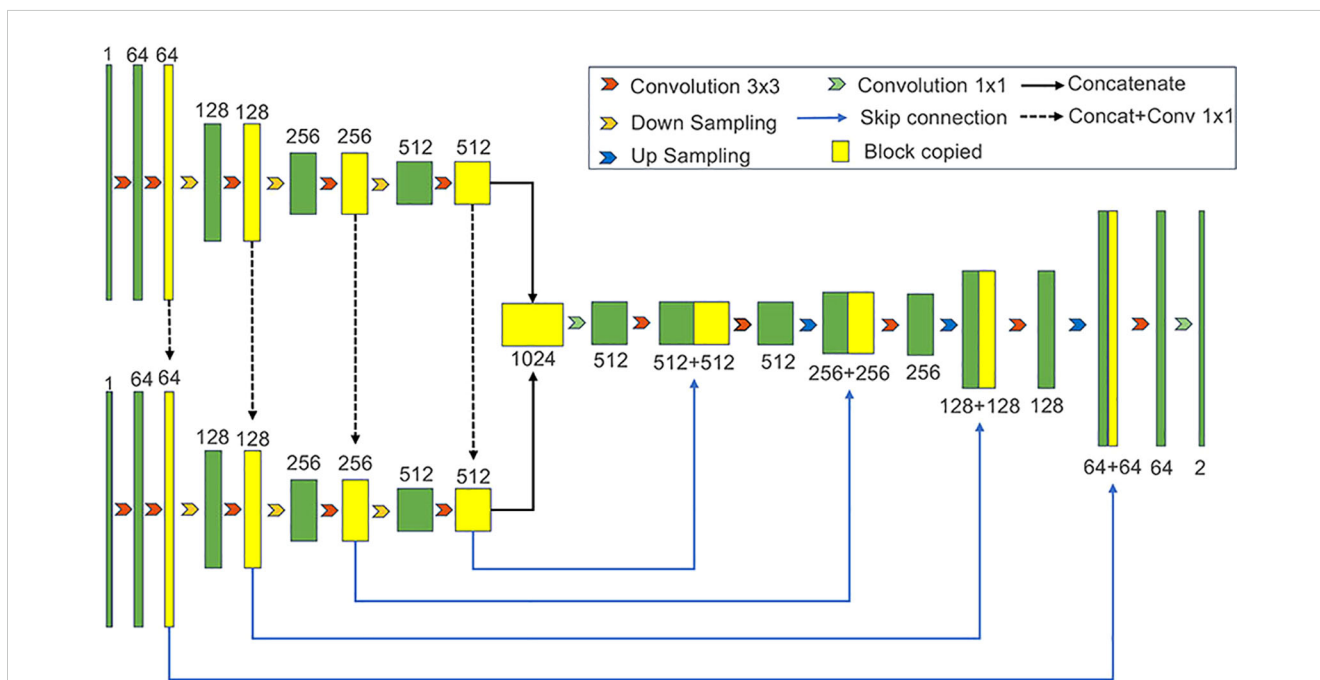 1 64 64
128 128
256 256
512 512
Convolution 3x3
Convolution 1x1
Concatenate
Down Sampling
Skip connection
Concat+Conv 1x1
Up Sampling
Block copied
1024
512
512+512
512
256+256
256
128+128
128
64+64
64
2
1 64 64
128 128
256 256
512 512